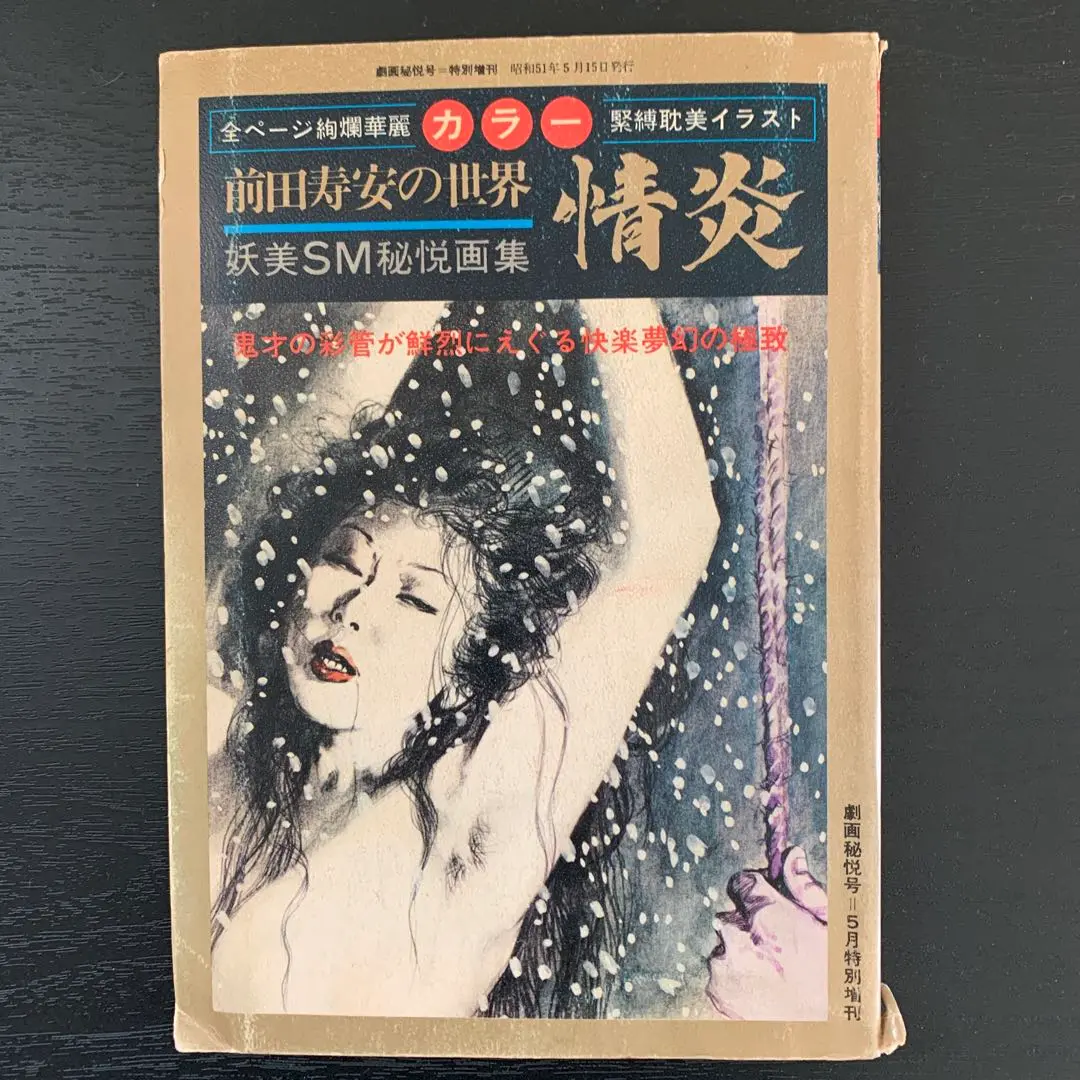 劇画秘悦号=特別増刊 昭和51年5月15日発行
全ページ絢爛華麗 カラー 緊縛耽美イラスト
前田寿安の世界
情炎
妖美SM秘悦画集
鬼才の彩管が鮮烈にえぐる快楽夢幻の極致
劇画秘悦号=5月特別増刊